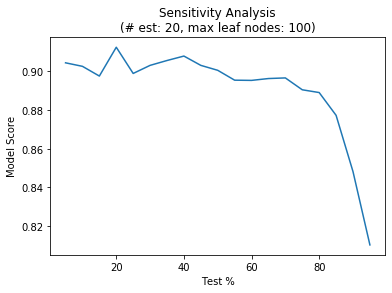 Sensitivity Analysis
(# est: 20, max leaf nodes: 100)
0.90
0.88
0.86
0.84
0.82
Model Score
20
40
60
80
Test %